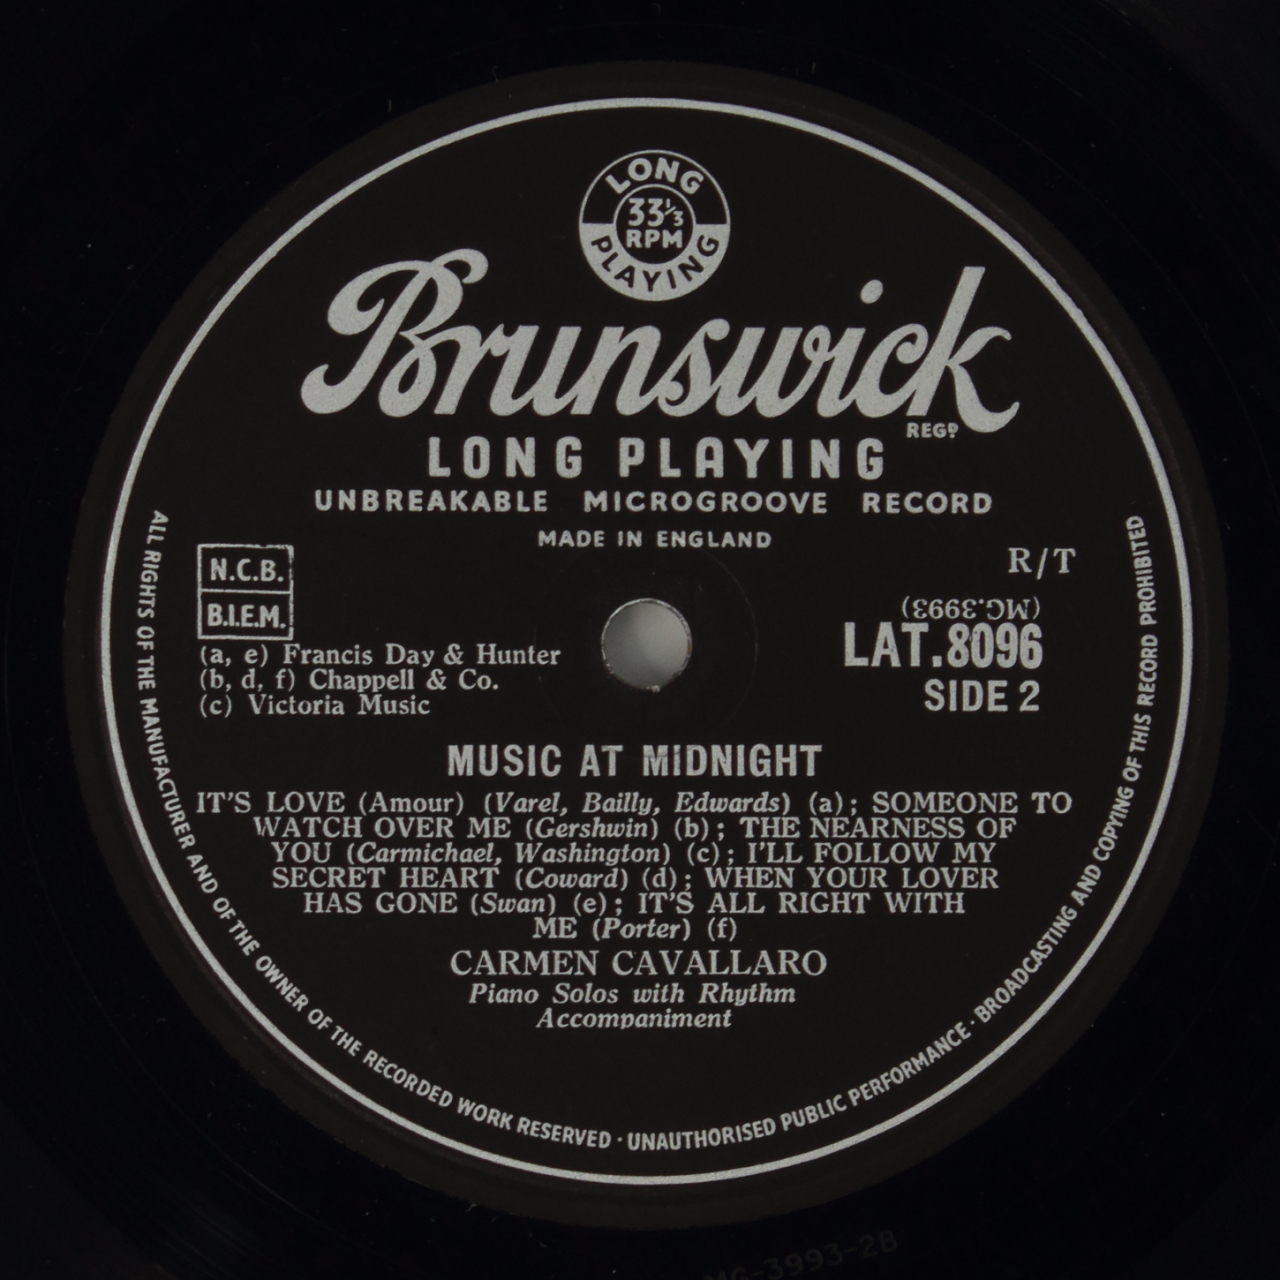 LONG
33 1/3
RPM
PLAYING
Brunswick
REGD
LONG PLAYING
UNBREAKABLE MICROGROOVE RECORD
MADE IN ENGLAND
R/T
N.C.B.
B.I.E.M.
(MG.3993)
LAT.8096
SIDE 2
(a, e) Francis Day & Hunter
(b, d, f) Chappell & Co.
(c) Victoria Music
MUSIC AT MIDNIGHT
IT'S LOVE (Amour) (Varel, Bailly, Edwards) (a); SOMEONE TO
WATCH OVER ME (Gershwin) (b); THE NEARNESS OF
YOU (Carmichael, Washington) (c); I'LL FOLLOW MY
SECRET HEART (Coward) (d); WHEN YOUR LOVER
HAS GONE (Swan) (e); IT'S ALL RIGHT WITH
ME (Porter) (f)
CARMEN CAVALLARO
Piano Solos with Rhythm
Accompaniment
ALL RIGHTS OF THE MANUFACTURER AND OF THE OWNER OF THE RECORDED WORK RESERVED · UNAUTHORISED PUBLIC PERFORMANCE · BROADCASTING AND COPYING OF THIS RECORD PROHIBITED
MG-3993-2B